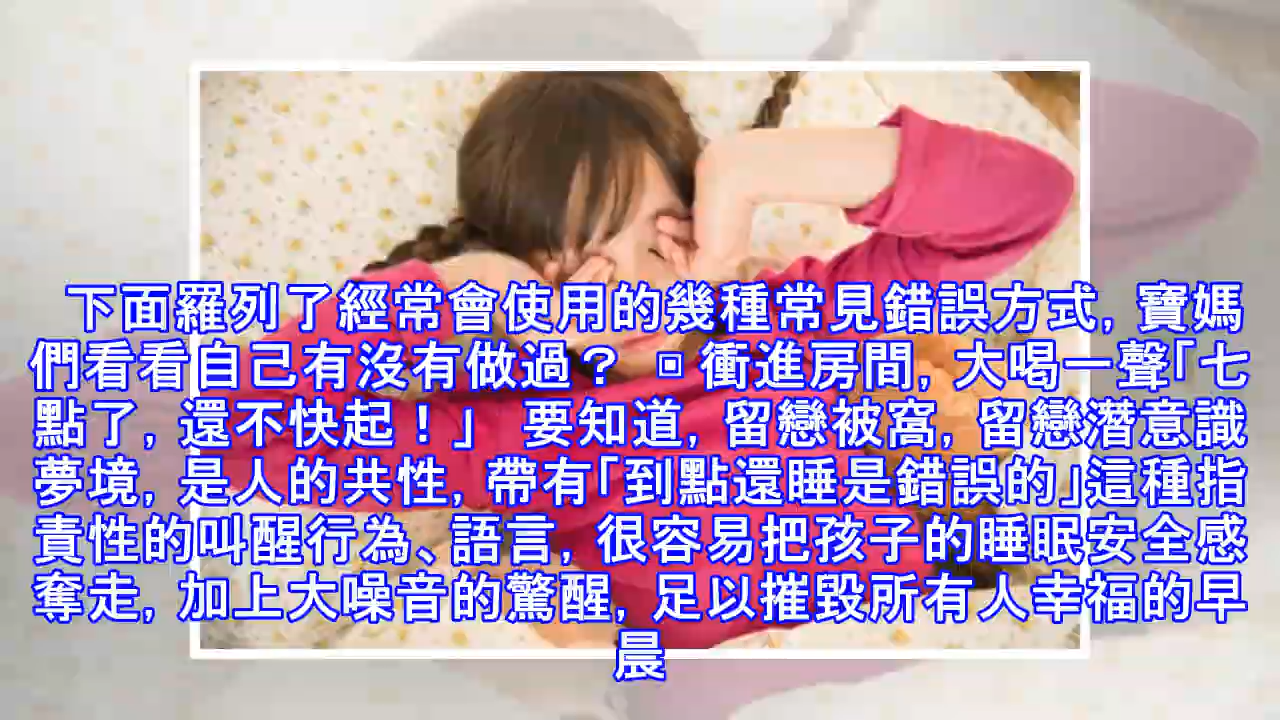 下面羅列了經常會使用的幾種常見錯誤方式, 寶媽
們看看自己有沒有做過? 衝進房間, 大喝一聲「七
點了, 還不快起!」 要知道, 留戀被窩, 留戀潛意識
夢境, 是人的共性, 帶有「到點還睡是錯誤的」這種指
責性的叫醒行為、語言, 很容易把孩子的睡眠安全感
奪走, 加上大噪音的驚醒, 足以摧毀所有人幸福的早
晨